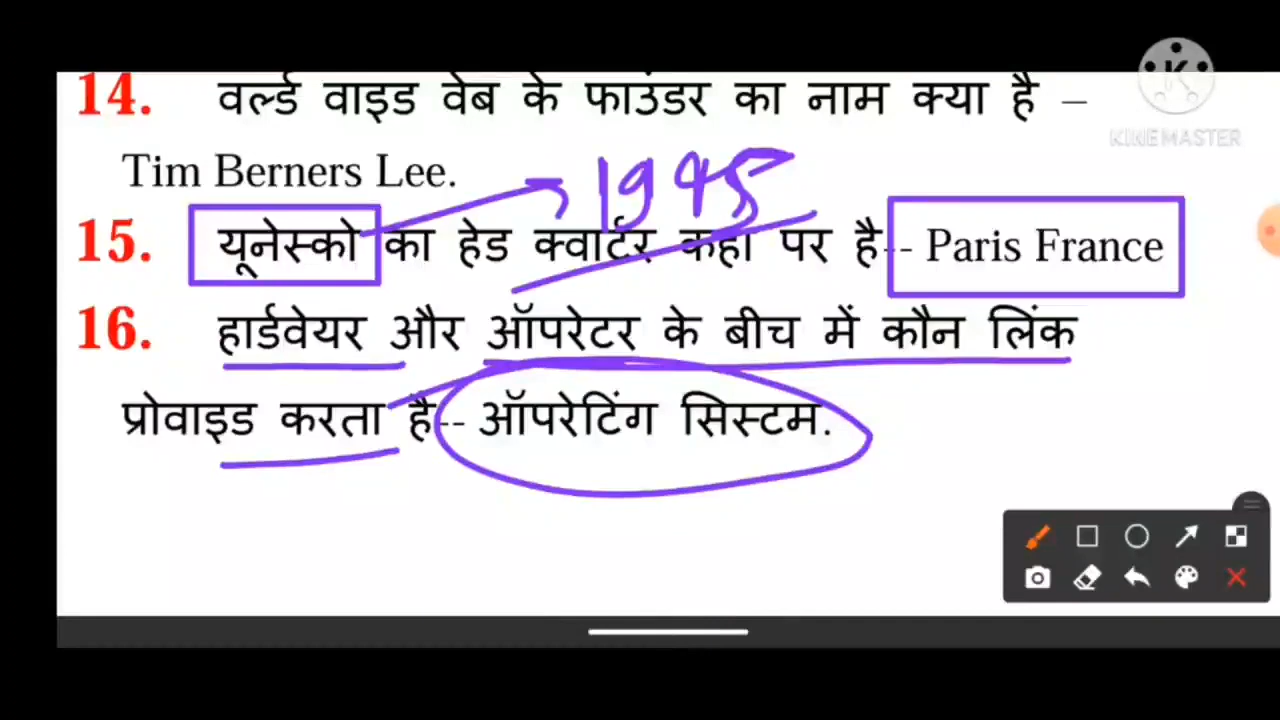 KINEMASTER
14. वर्ल्ड वाइड वेब के फाउंडर का नाम क्या है –
Tim Berners Lee.
1945
15. यूनेस्को का हेड क्वार्टर कहां पर है-- Paris France
16. हार्डवेयर और ऑपरेटर के बीच में कौन लिंक
प्रोवाइड करता है-- ऑपरेटिंग सिस्टम.